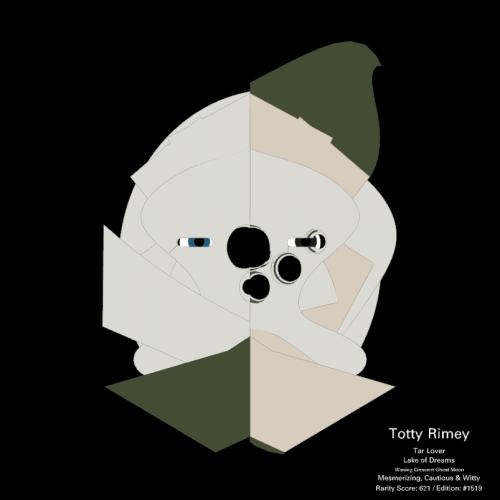 Totty Rimey
Tar Lover
Lake of Dreams
Waning Crescent Ghost Moon
Mesmerizing, Cautious & Witty
Rarity Score: 621 / Edition: #1519